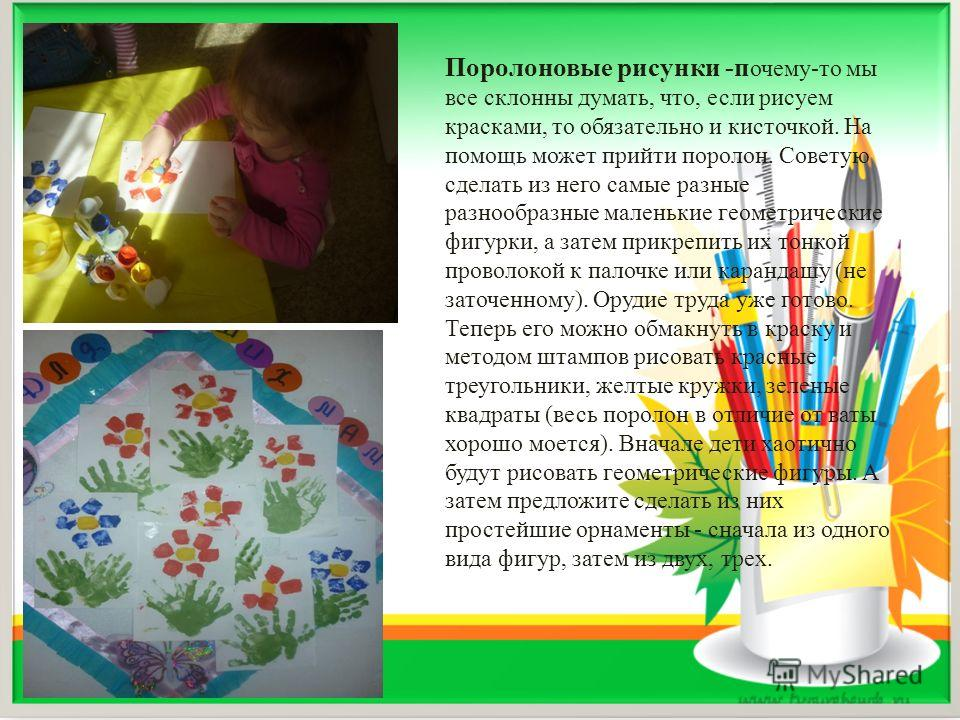 Поролоновые рисунки -почему-то мы
все склонны думать, что, если рисуем
красками, то обязательно и кисточкой. На
помощь может прийти поролон. Советую
сделать из него самые разные
разнообразные маленькие геометрические
фигурки, а затем прикрепить их тонкой
проволокой к палочке или карандашу (не
заточенному). Орудие труда уже готово.
Теперь его можно обмакнуть в краску и
методом штампов рисовать красные
треугольники, желтые кружки, зеленые
квадраты (весь поролон в отличие от ваты
хорошо моется). Вначале дети хаотично
будут рисовать геометрические фигуры. А
затем предложите сделать из них
простейшие орнаменты - сначала из одного
вида фигур, затем из двух, трех.
MyShared